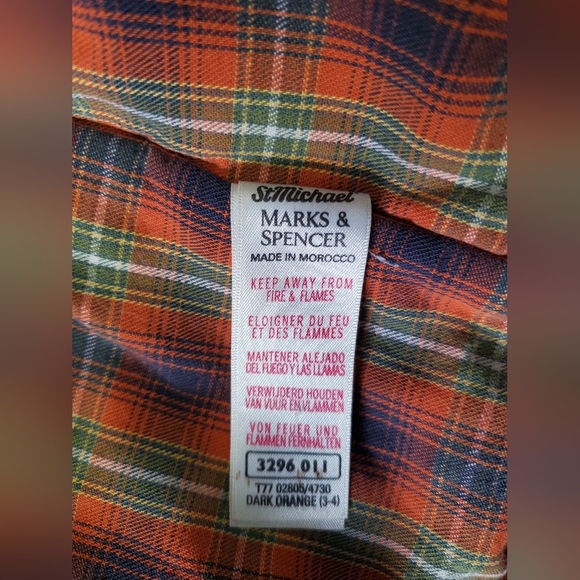 StMichael
MARKS &
SPENCER
MADE IN MOROCCO
KEEP AWAY FROM
FIRE & FLAMES
ELOIGNER DU FEU
ET DES FLAMMES
MANTENER ALEJADO
DEL FUEGO Y LAS LLAMAS
VERWIJDERD HOUDEN
VAN VUUR EN VLAMMEN
VON FEUER UND
FLAMMEN FERNHALTEN
3296 011
T77 02805/4730
DARK ORANGE (3-4)